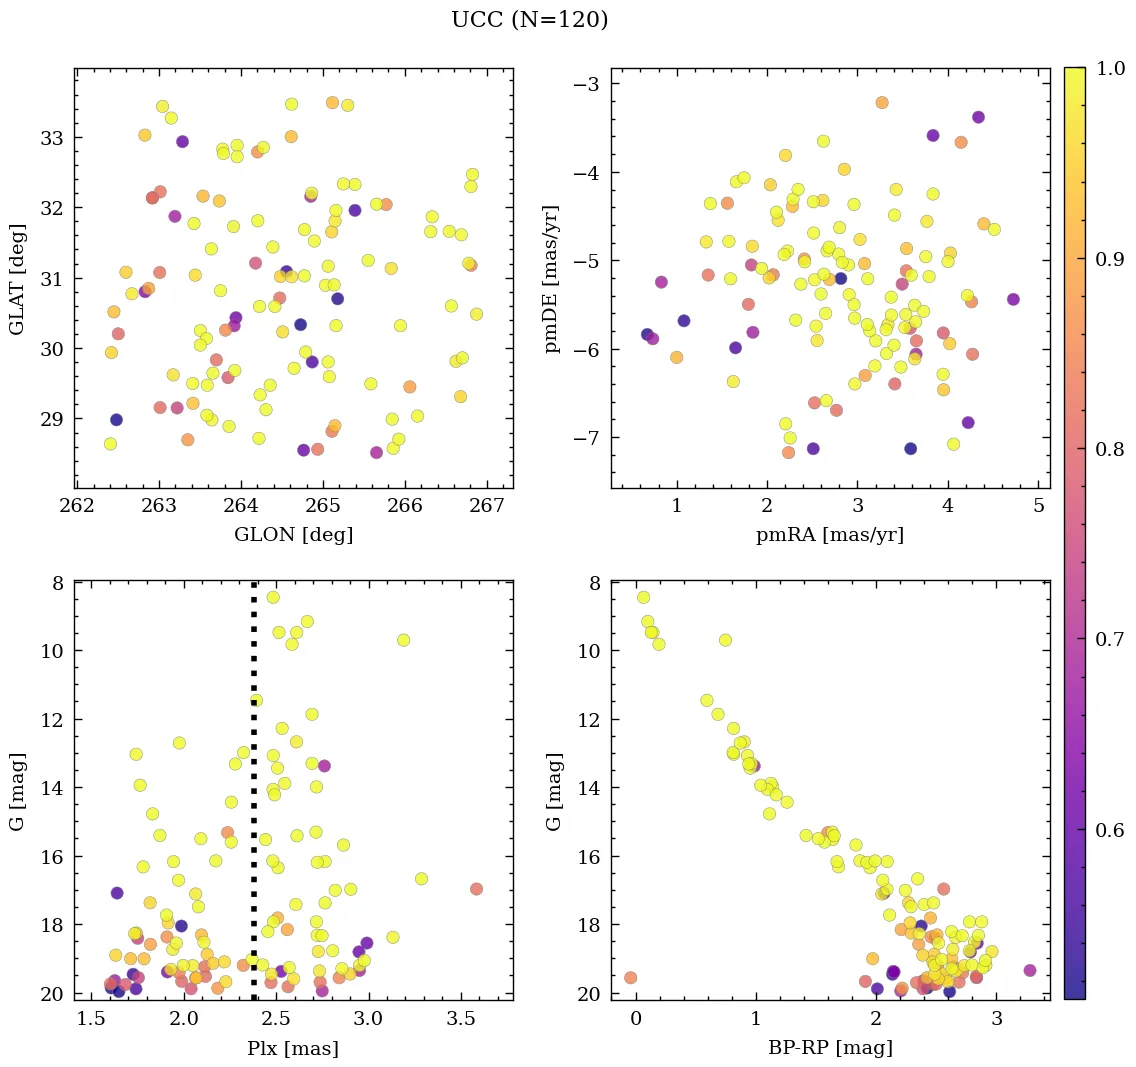 UCC (N=120)
33
32
31
30
29
GLAT [deg]
262 263 264 265 266 267
GLON [deg]
−3
−4
−5
−6
−7
pmDE [mas/yr]
1 2 3 4 5
pmRA [mas/yr]
8
10
12
14
16
18
20
G [mag]
1.5 2.0 2.5 3.0 3.5
Plx [mas]
8
10
12
14
16
18
20
G [mag]
0 1 2 3
BP-RP [mag]
1.0
0.9
0.8
0.7
0.6